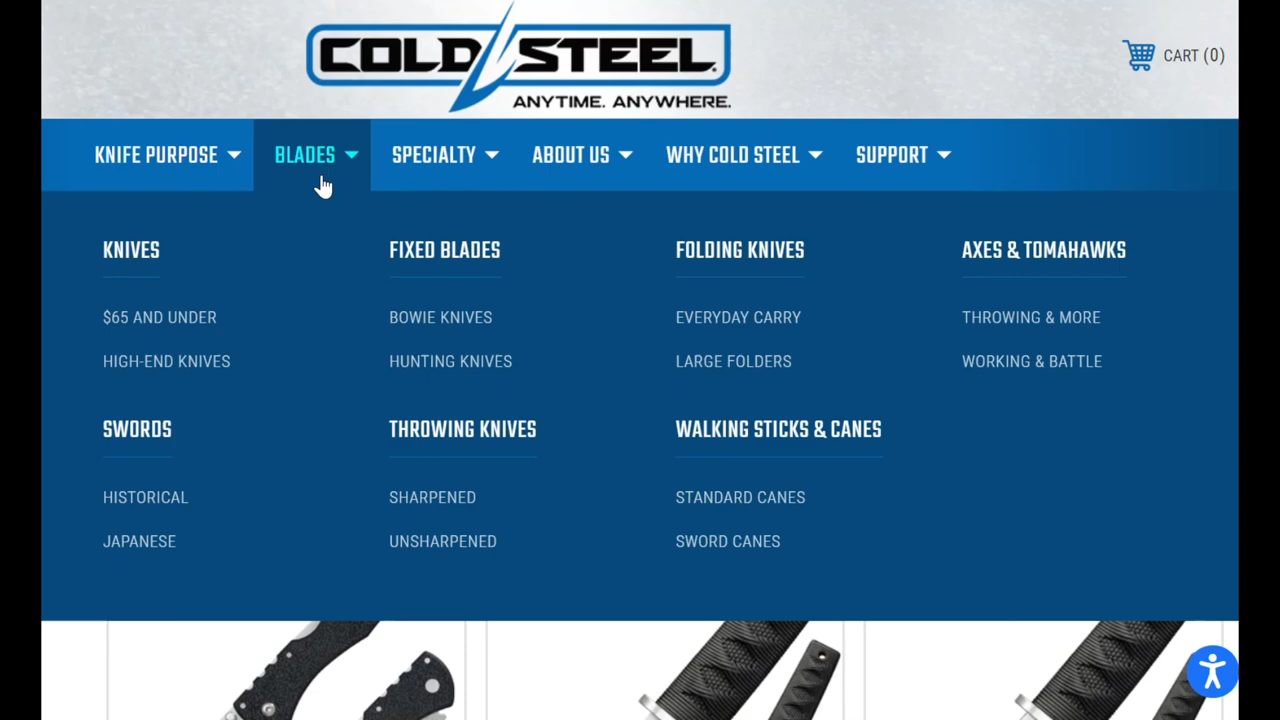 COLD STEEL.
ANYTIME. ANYWHERE.
CART (0)
KNIFE PURPOSE
BLADES
SPECIALTY
ABOUT US
WHY COLD STEEL
SUPPORT
KNIVES
$65 AND UNDER
HIGH-END KNIVES
FIXED BLADES
BOWIE KNIVES
HUNTING KNIVES
FOLDING KNIVES
EVERYDAY CARRY
LARGE FOLDERS
AXES & TOMAHAWKS
THROWING & MORE
WORKING & BATTLE
SWORDS
HISTORICAL
JAPANESE
THROWING KNIVES
SHARPENED
UNSHARPENED
WALKING STICKS & CANES
STANDARD CANES
SWORD CANES